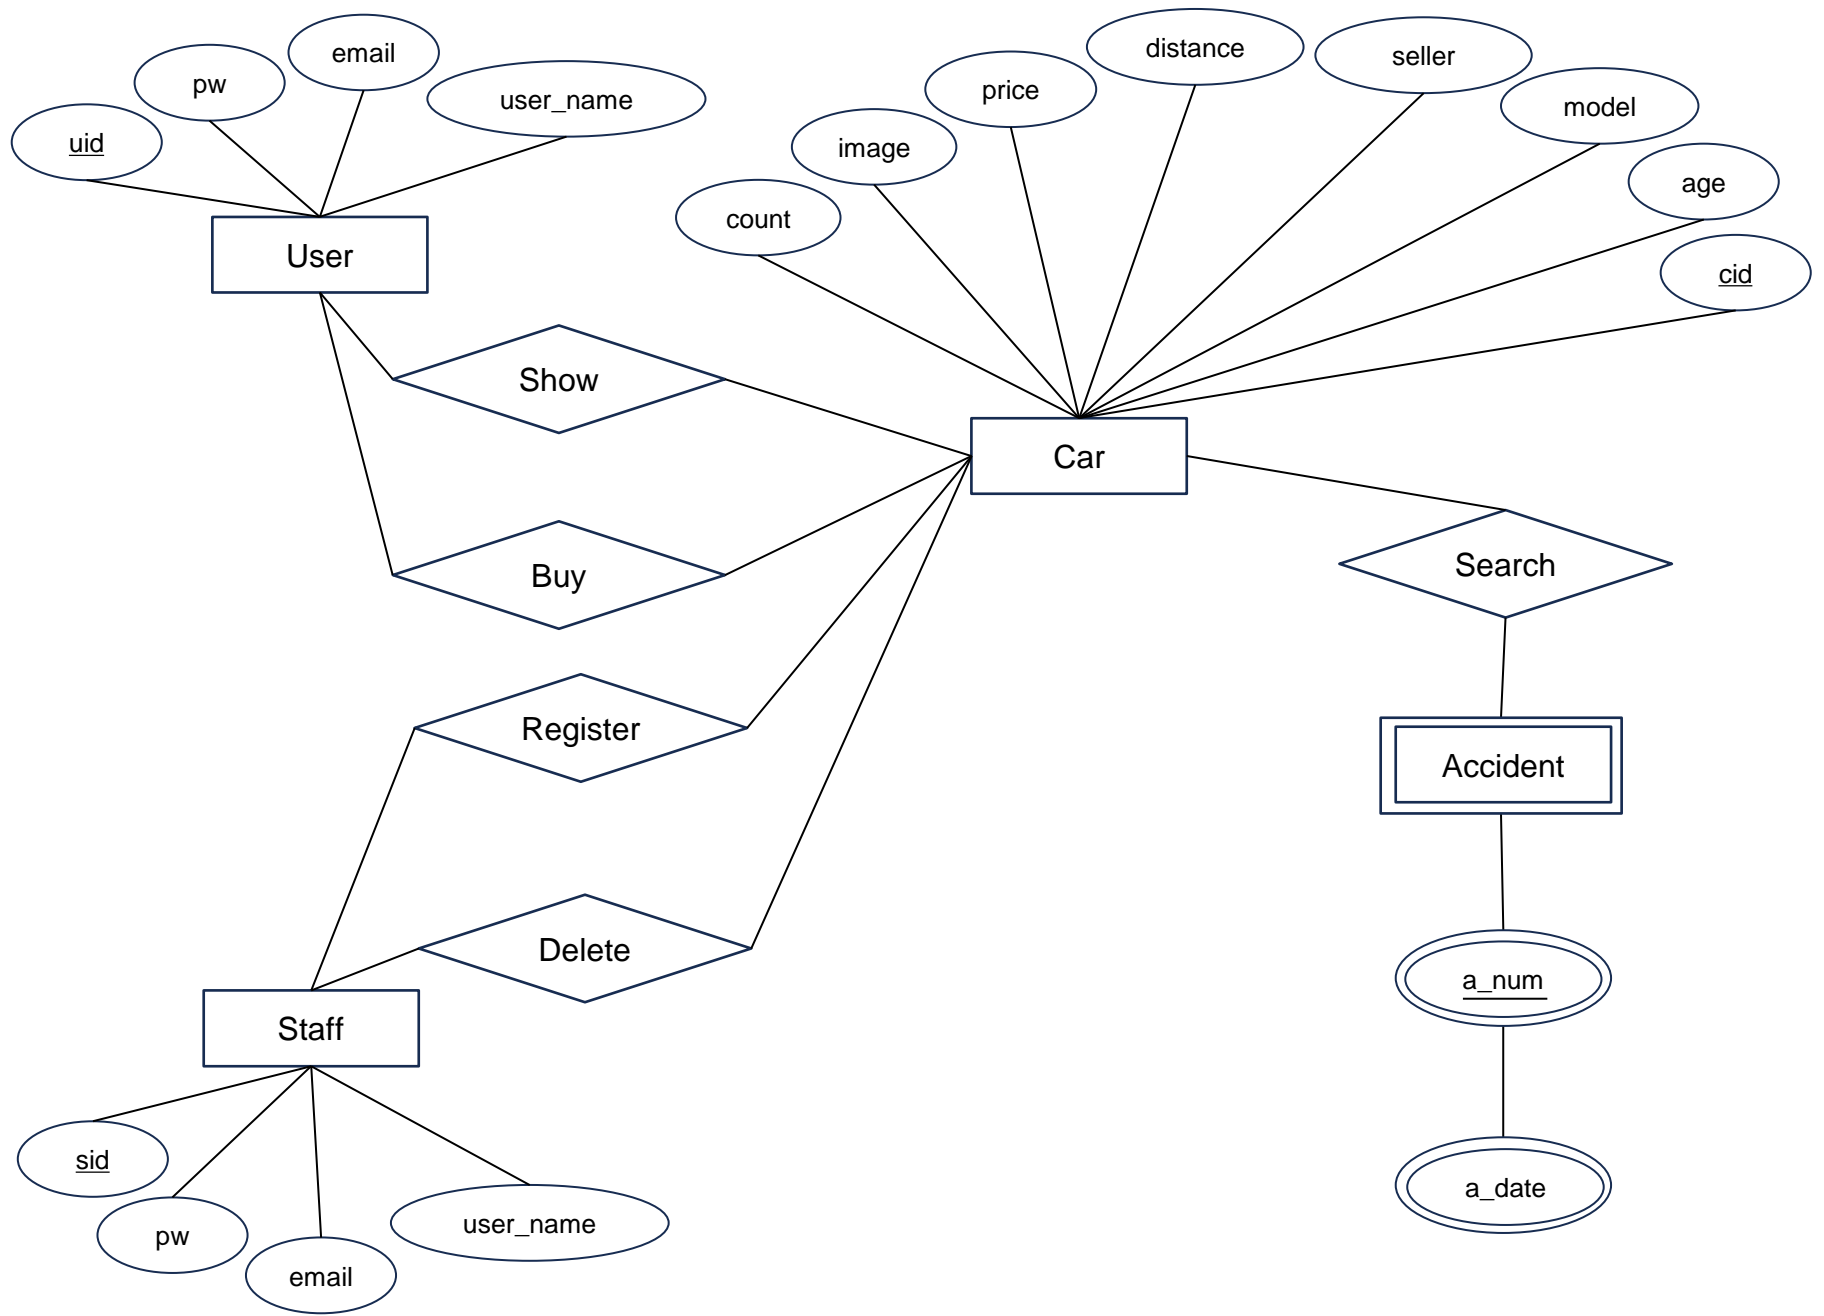 email
distance
seller
pw
price
user_name
model
uid
image
age
count
User
cid
Show
Car
Buy
Search
Register
Accident
Delete
a_num
Staff
sid
a_date
user_name
pw
email